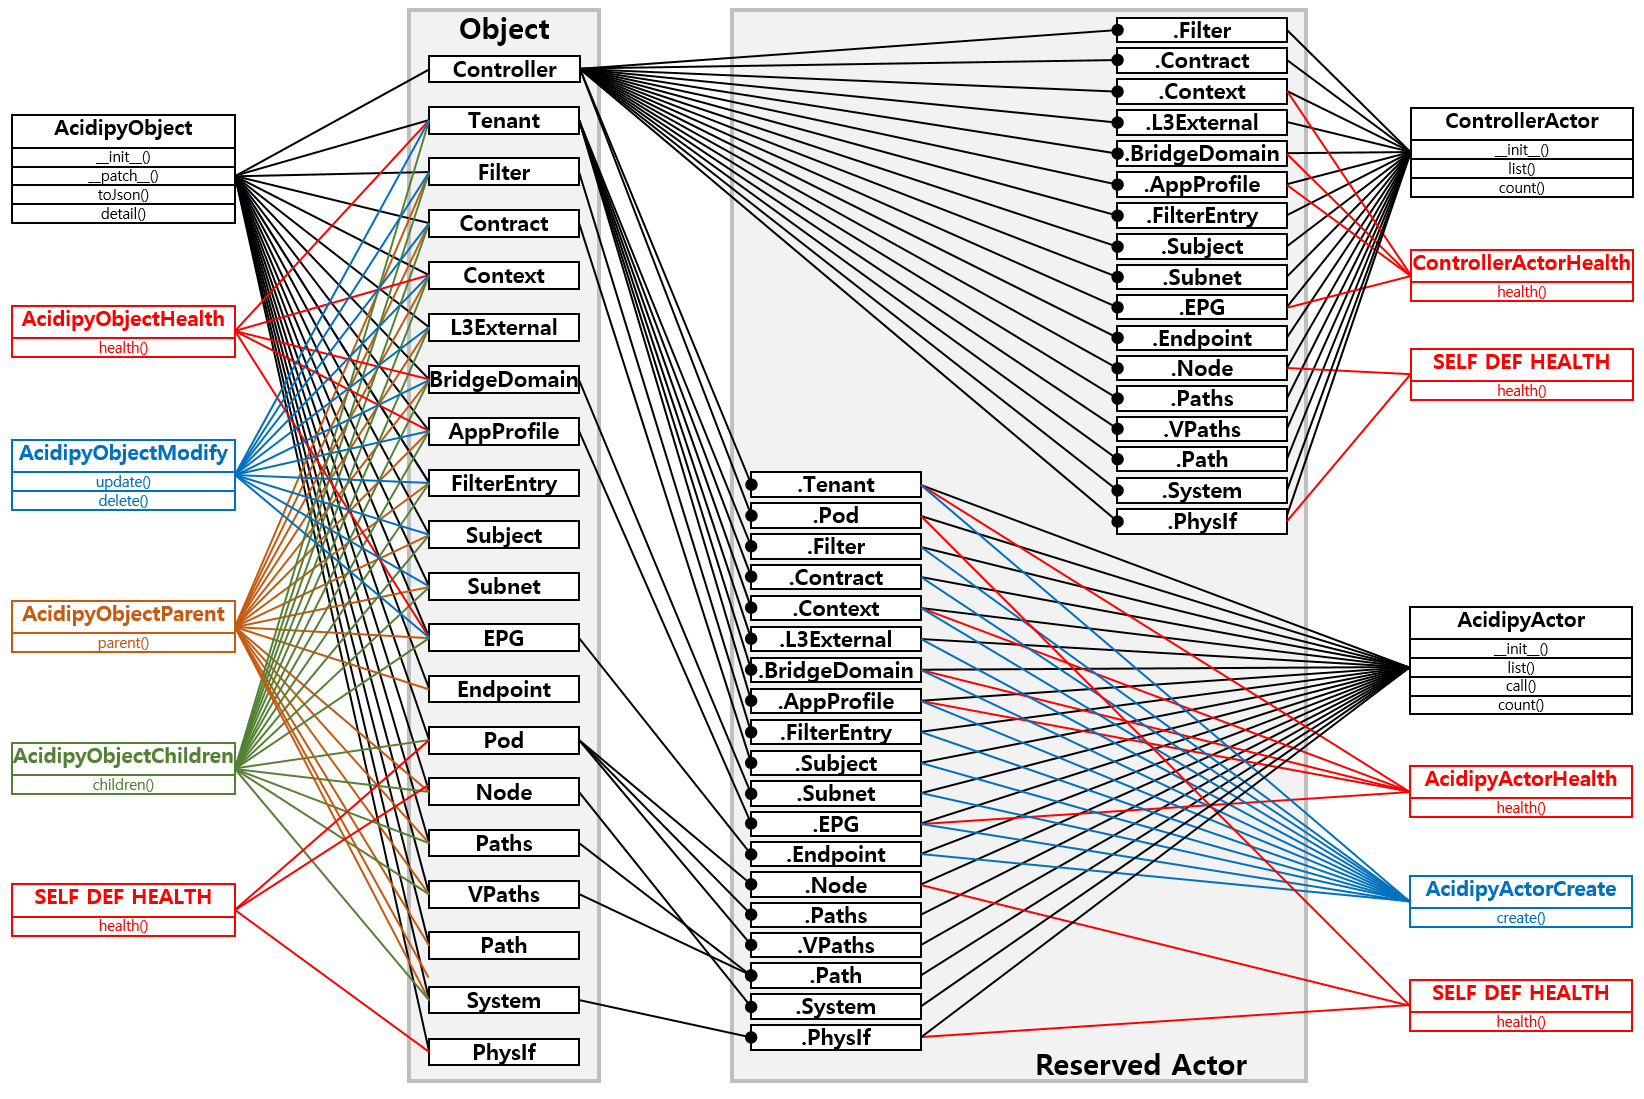 AcidipyObject
__init__()
__patch__()
toJson()
detail()
AcidipyObjectHealth
health()
AcidipyObjectModify
update()
delete()
AcidipyObjectParent
parent()
AcidipyObjectChildren
children()
SELF DEF HEALTH
health()
Object
Controller
Tenant
Filter
Contract
Context
L3External
BridgeDomain
AppProfile
FilterEntry
Subject
Subnet
EPG
Endpoint
Pod
Node
Paths
VPaths
Path
System
PhysIf
.Tenant
.Pod
.Filter
.Contract
.Context
.L3External
.BridgeDomain
.AppProfile
.FilterEntry
.Subject
.Subnet
.EPG
.Endpoint
.Node
.Paths
.VPaths
.Path
.System
.PhysIf
.Filter
.Contract
.Context
.L3External
.BridgeDomain
.AppProfile
.FilterEntry
.Subject
.Subnet
.EPG
.Endpoint
.Node
.Paths
.VPaths
.Path
.System
.PhysIf
Reserved Actor
ControllerActor
__init__()
list()
count()
ControllerActorHealth
health()
SELF DEF HEALTH
health()
AcidipyActor
__init__()
list()
call()
count()
AcidipyActorHealth
health()
AcidipyActorCreate
create()
SELF DEF HEALTH
health()